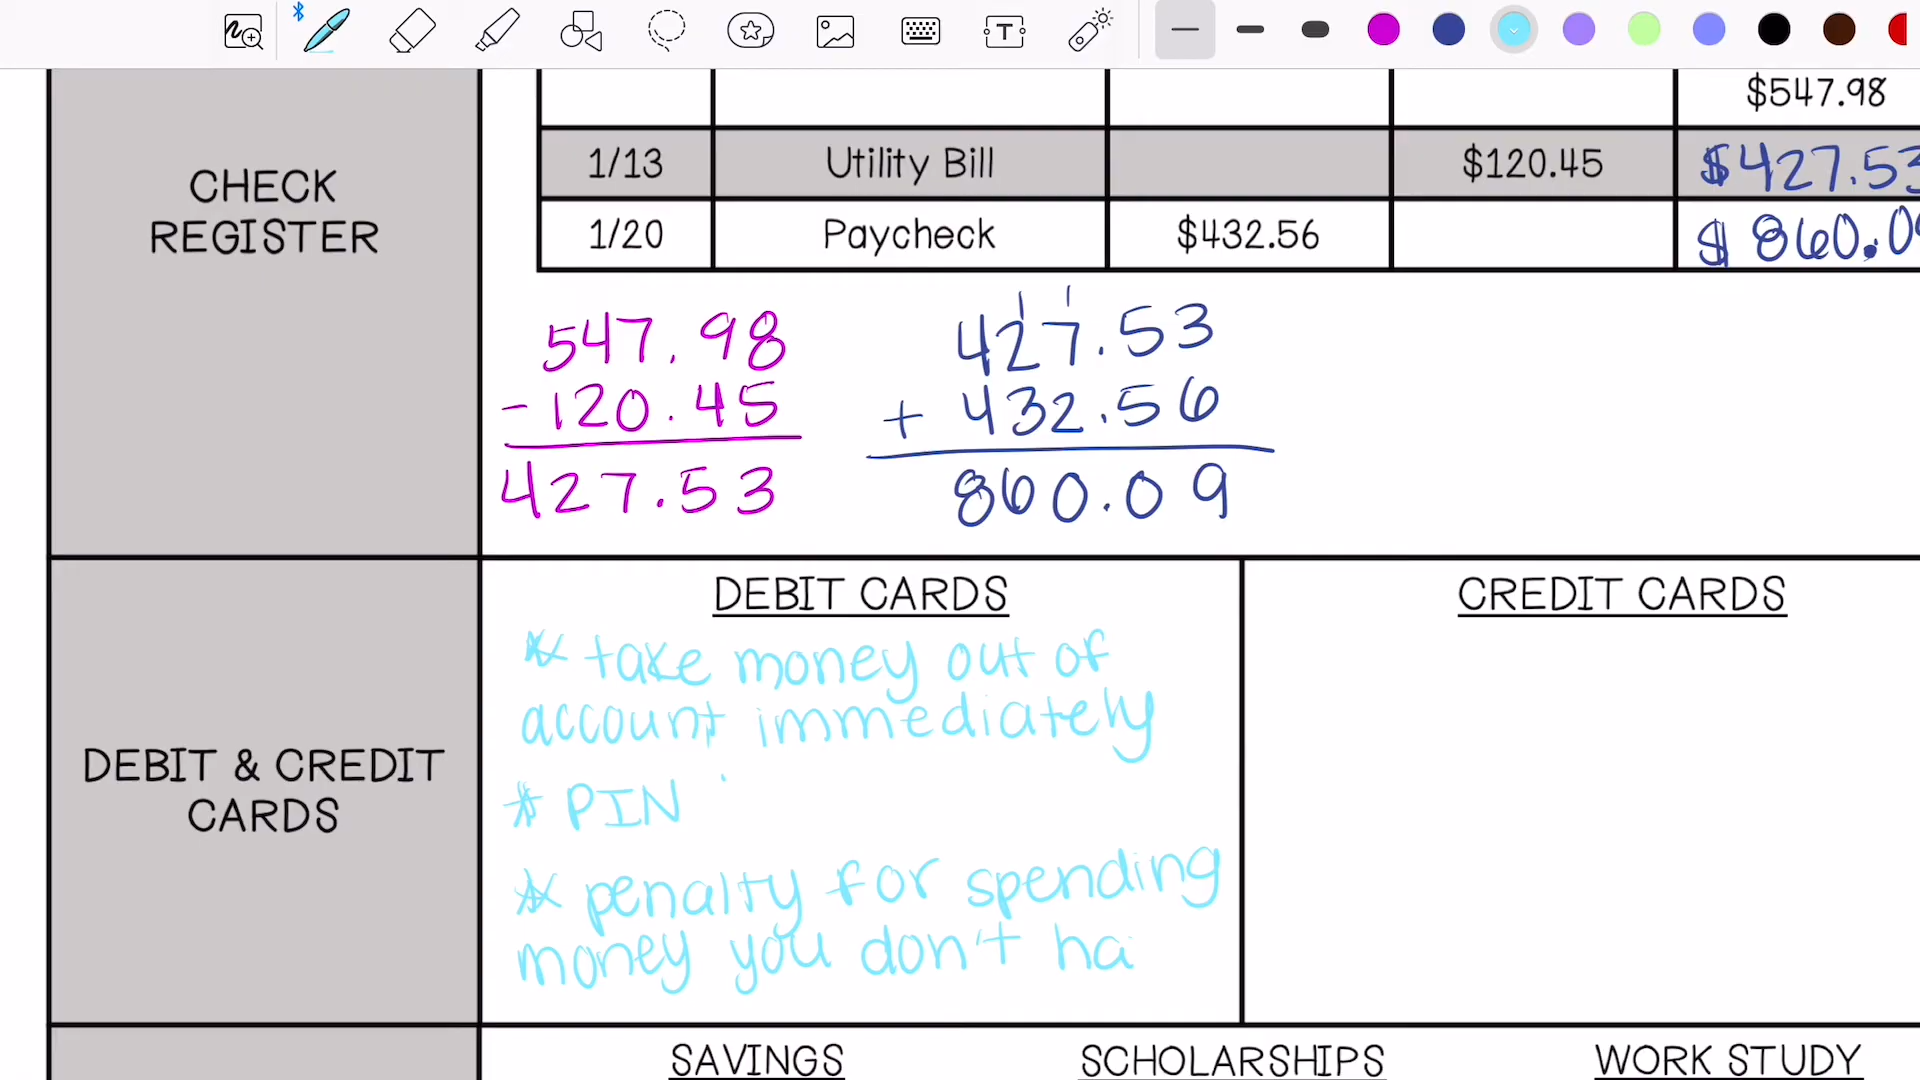 $547.98
1/13 Utility Bill $120.45 $427.53
1/20 Paycheck $432.56 $860.09
CHECK
REGISTER
547.98
- 120.45
427.53
1 1
427.53
+ 432.56
860.09
DEBIT & CREDIT
CARDS
DEBIT CARDS
* take money out of
account immediately
* PIN
* penalty for spending
money you don't ha
CREDIT CARDS
SAVINGS SCHOLARSHIPS WORK STUDY